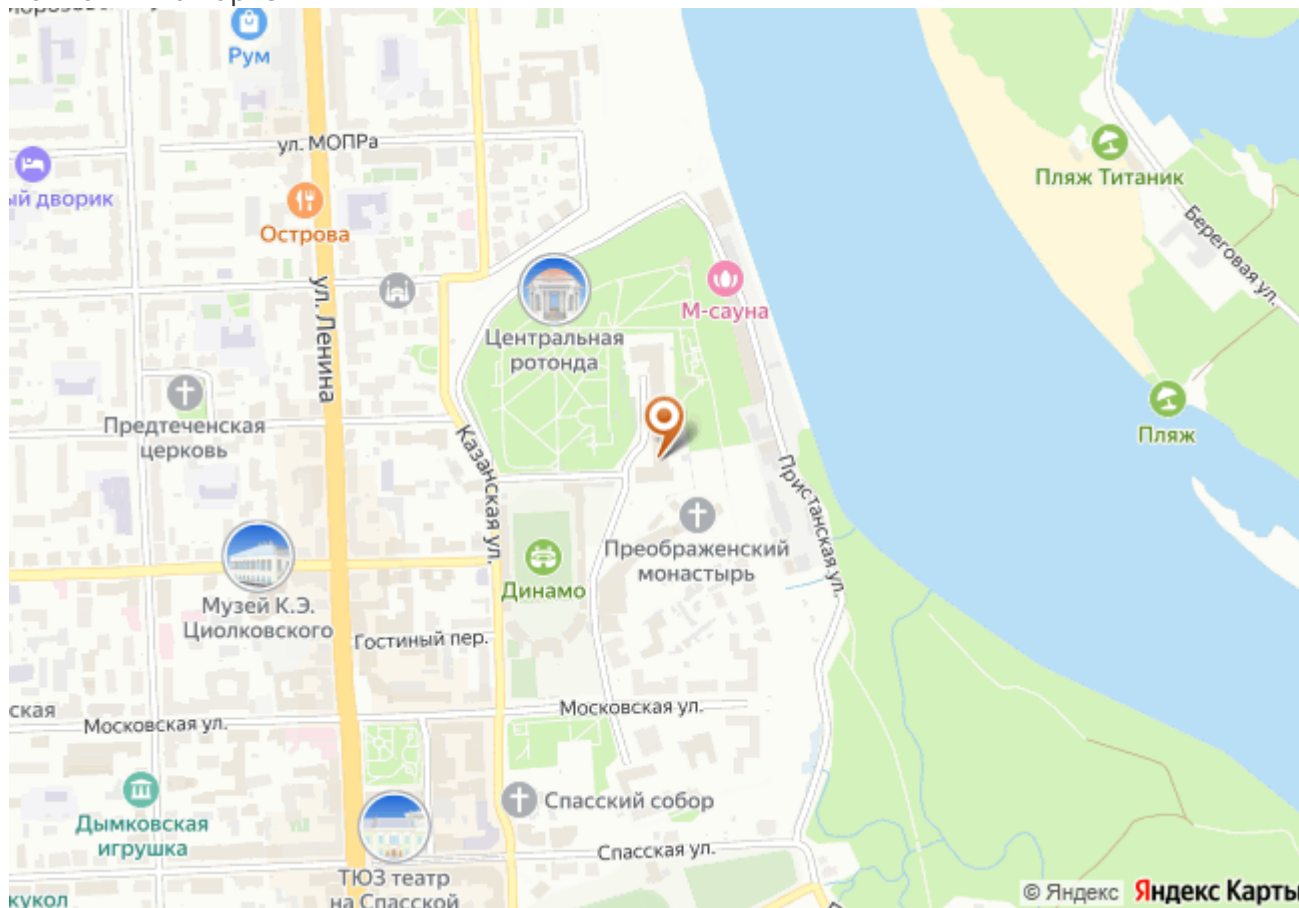 Рум
ул. МОПРа
Пляж Титаник
ый дворик
Острова
Береговая ул.
ул. Ленина
М-сауна
Центральная
ротонда
Предтеченская
церковь
Казанская ул.
Пляж
Пристанская ул.
Преображенский
монастырь
Динамо
Музей К.Э.
Циолковского
Гостиный пер.
ская
Московская ул.
Московская ул.
Спасский собор
Дымковская
игрушка
Спасская ул.
ТЮЗ театр
на Спасской
кукол
© Яндекс Яндекс Карты